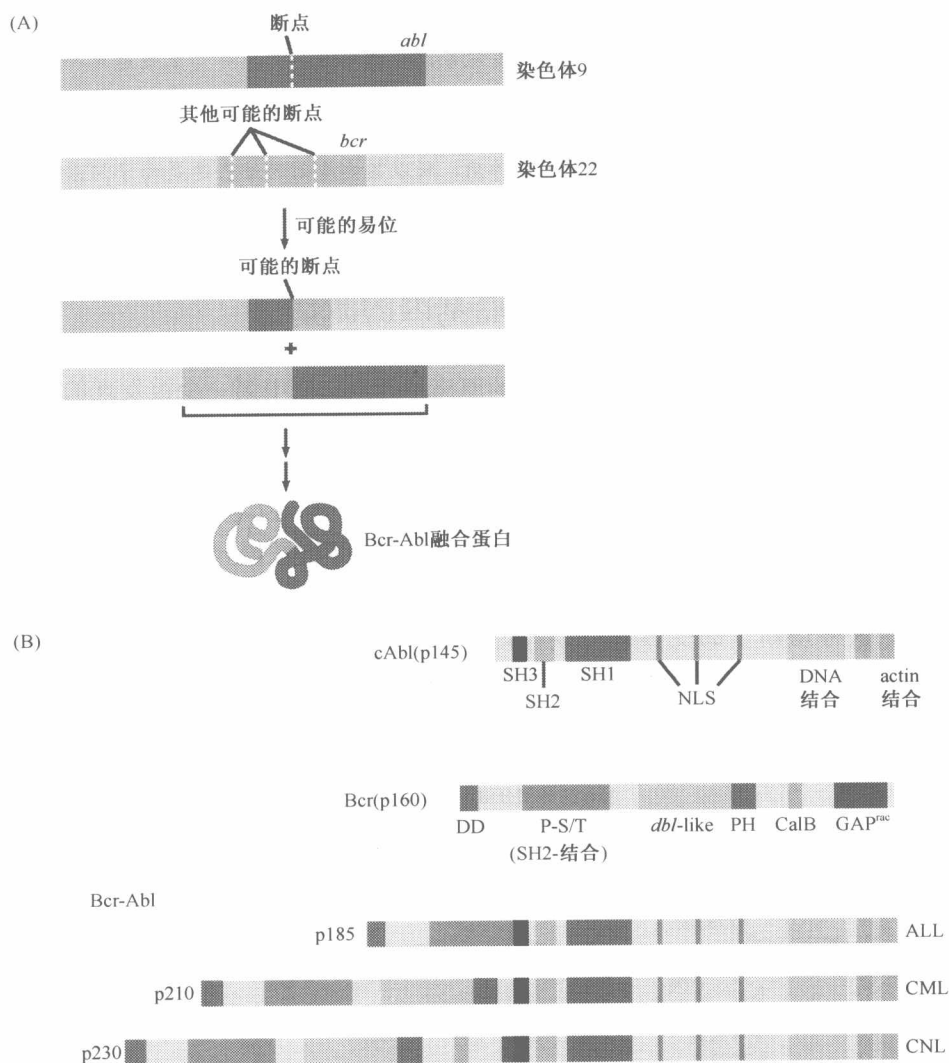 (A)
断点
abl
染色体9
其他可能的断点
bcr
染色体22
可能的易位
可能的断点
+
Bcr-Abl融合蛋白
(B)
cAbl(p145)
SH3
SH2
SH1
NLS
DNA
结合
actin
结合
Bcr(p160)
DD
P-S/T
(SH2-结合)
dbl-like
PH
CalB
GAPrac
Bcr-Abl
p185
ALL
p210
CML
p230
CNL